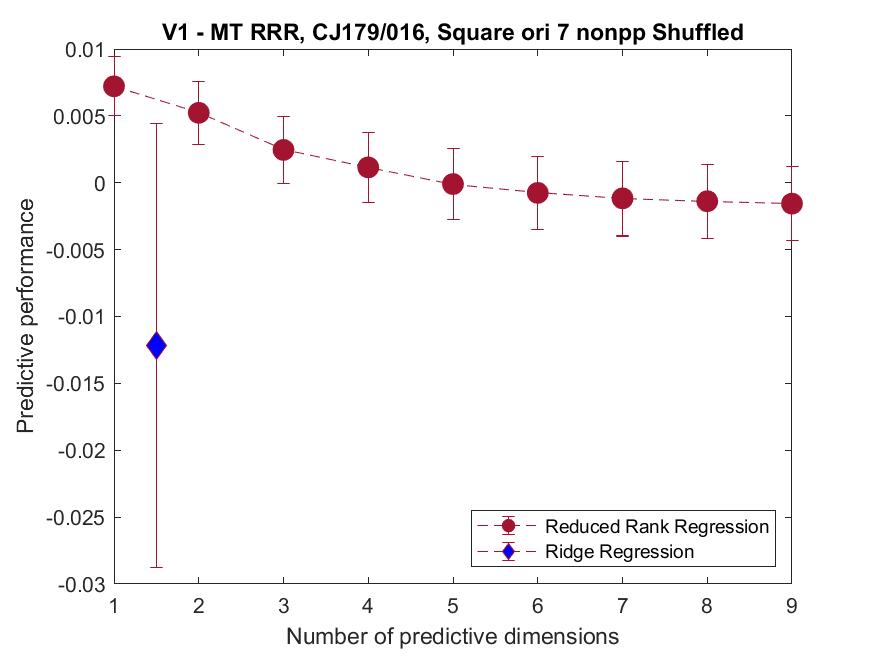 V1 - MT RRR, CJ179/016, Square ori 7 nonpp Shuffled
0.01
0.005
0
-0.005
-0.01
-0.015
-0.02
-0.025
-0.03
Predictive performance
Reduced Rank Regression
Ridge Regression
1 2 3 4 5 6 7 8 9
Number of predictive dimensions